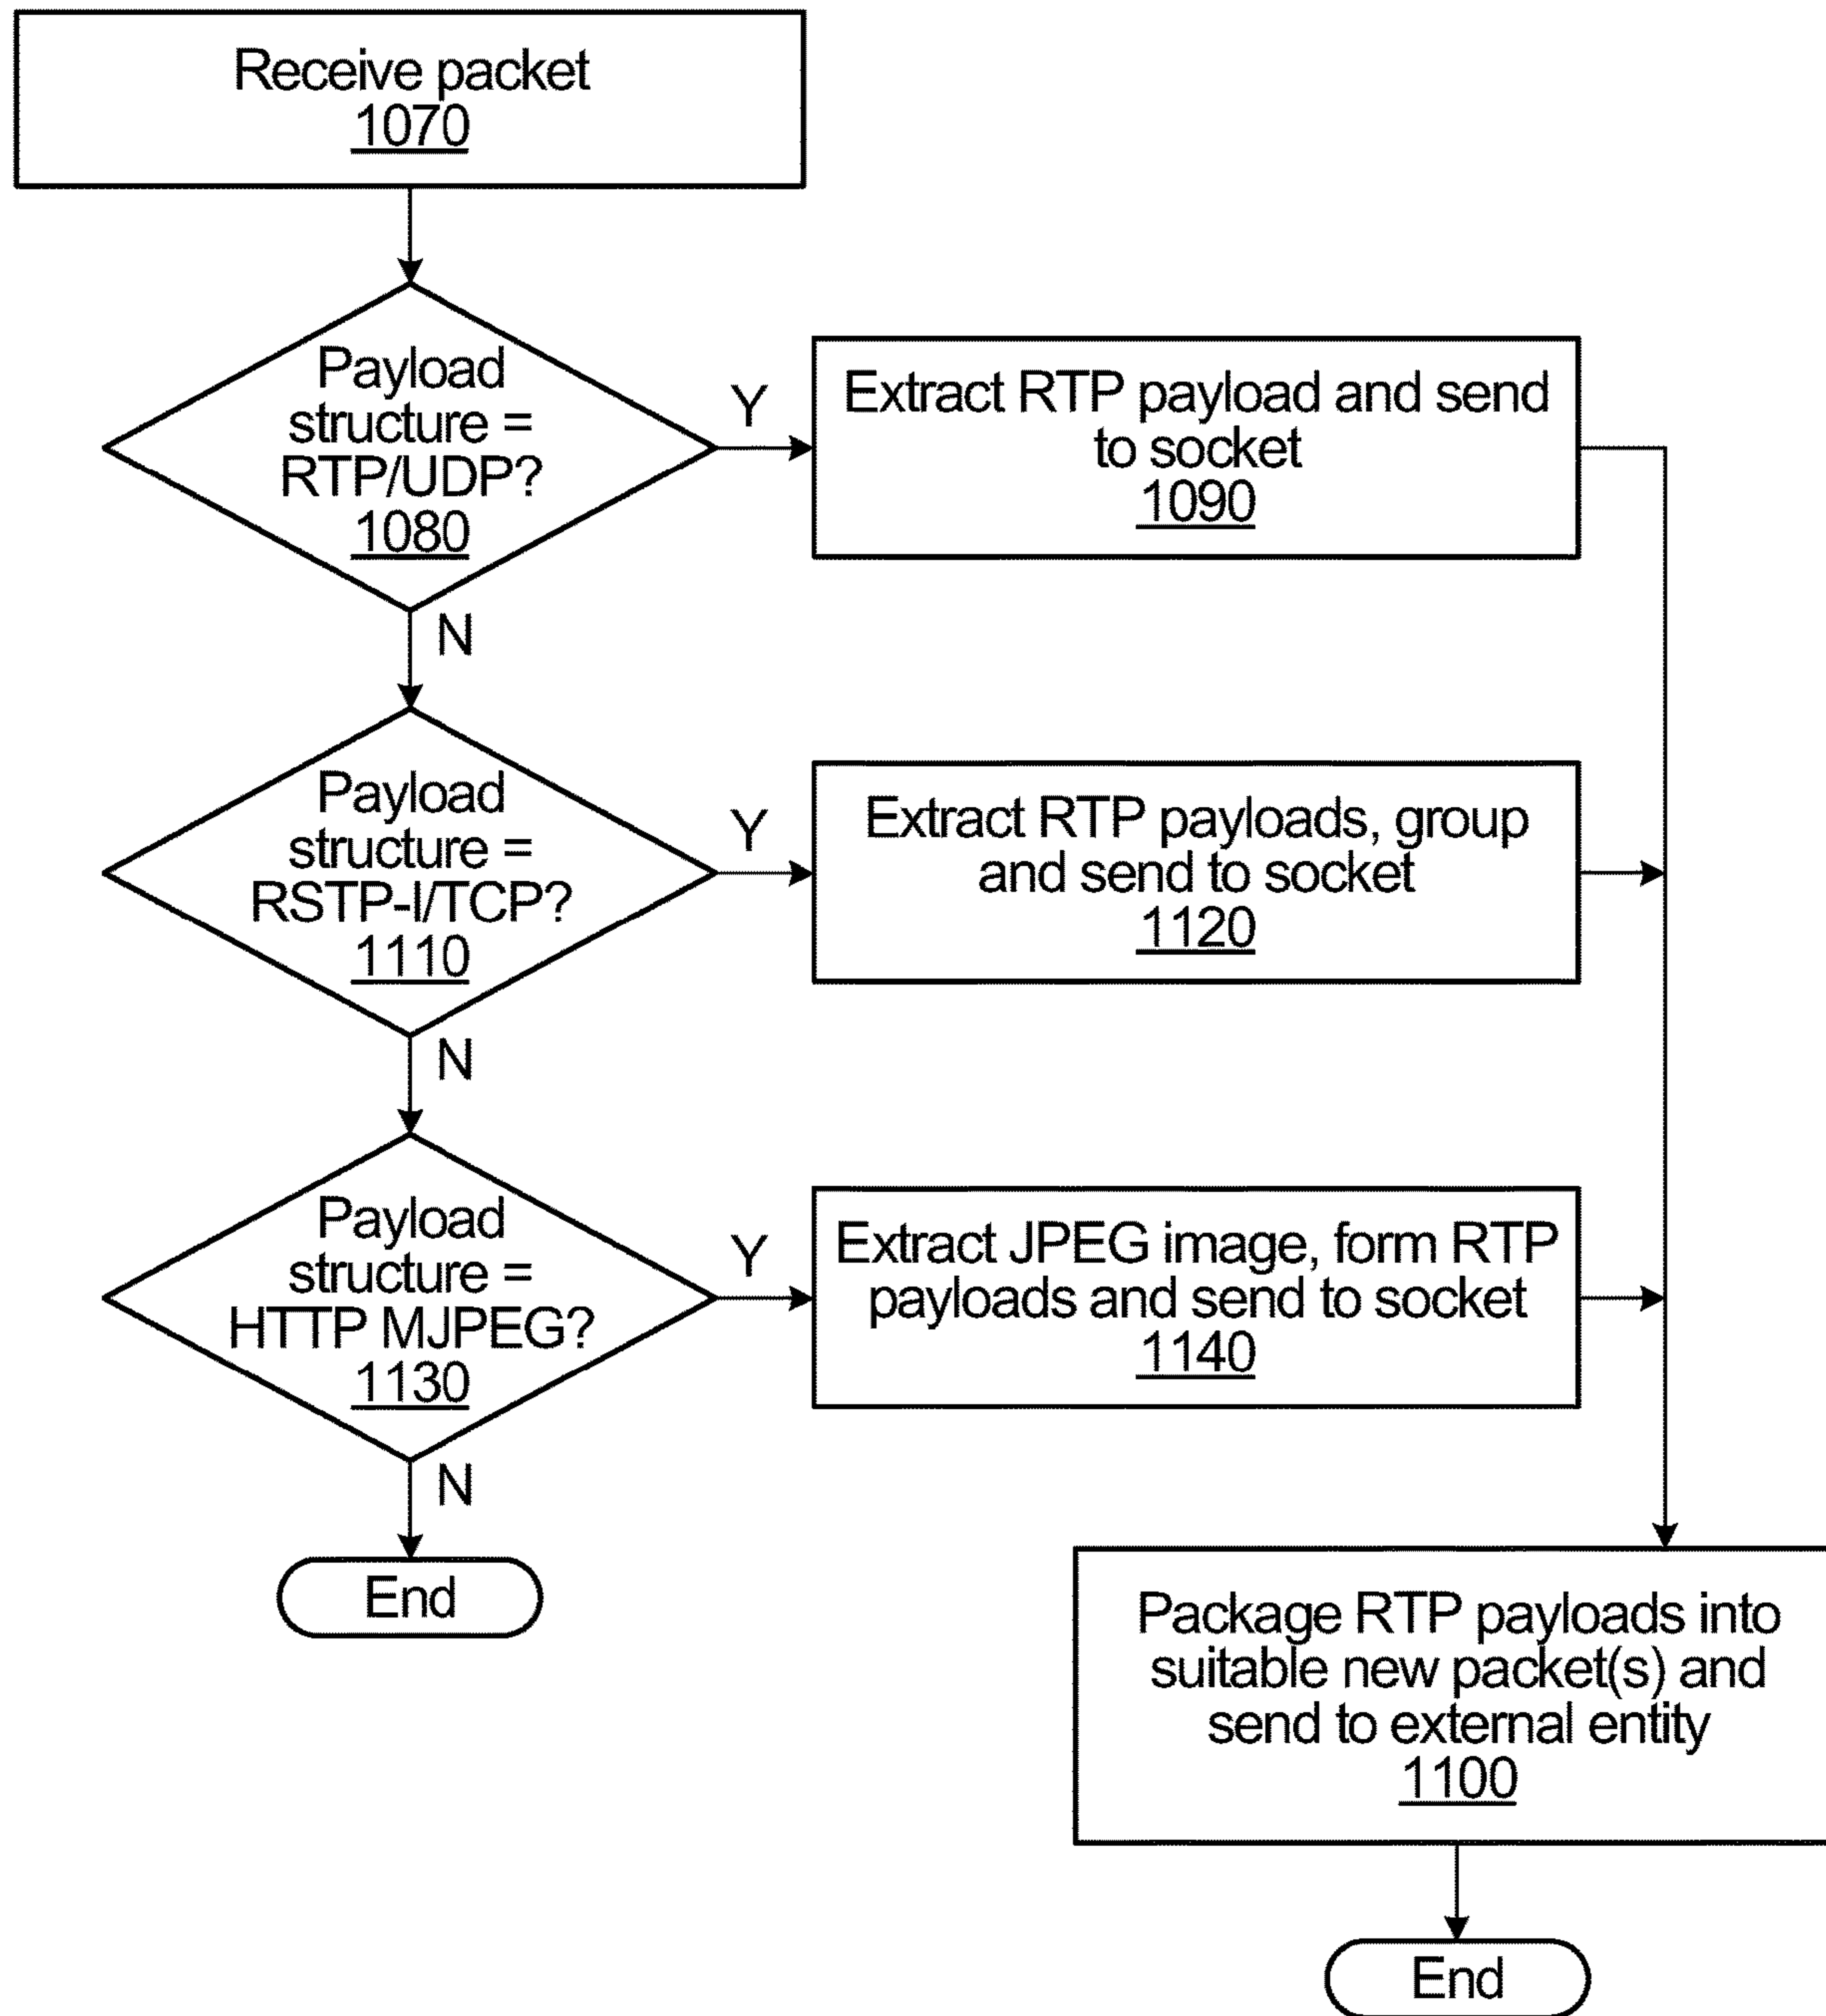 Receive packet
1070
Payload
structure =
RTP/UDP?
1080
Y
Extract RTP payload and send
to socket
1090
N
Payload
structure =
RSTP-I/TCP?
1110
Y
Extract RTP payloads, group
and send to socket
1120
N
Payload
structure =
HTTP MJPEG?
1130
Y
Extract JPEG image, form RTP
payloads and send to socket
1140
N
End
Package RTP payloads into
suitable new packet(s) and
send to external entity
1100
End